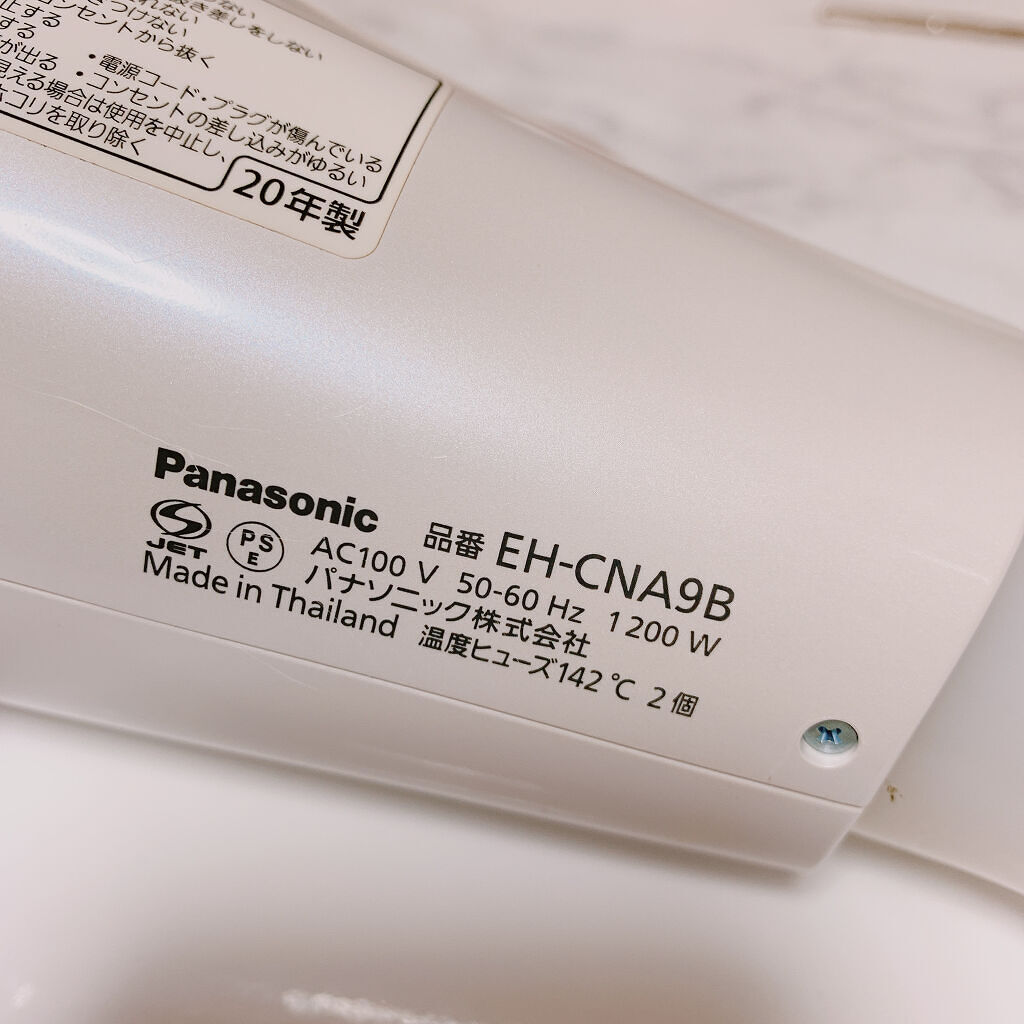 差しをしない
つけない
コンセントから抜く
・電源コード・プラグが傷んでいる
・コンセントの差し込みがゆるい
見える場合は使用を中止し、
ホコリを取り除く
20年製
Panasonic 品番 EH-CNA9B
JET PSE AC100 V 50-60 Hz 1200 W
パナソニック株式会社
Made in Thailand 温度ヒューズ142℃ 2個